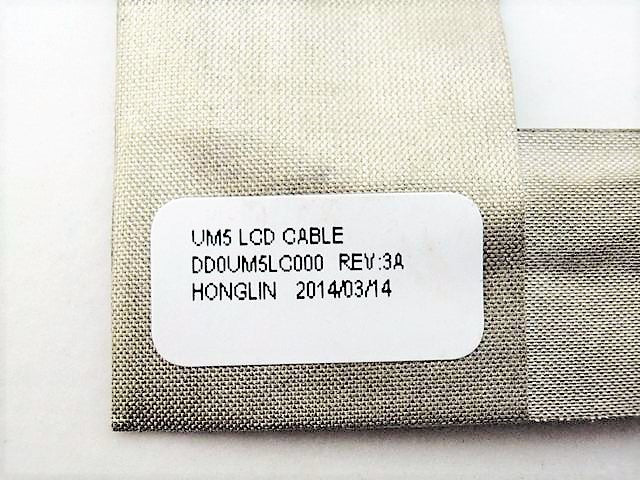 UM5 LCD CABLE
DD0UM5LC000 REV:3A
HONGLIN 2014/03/14